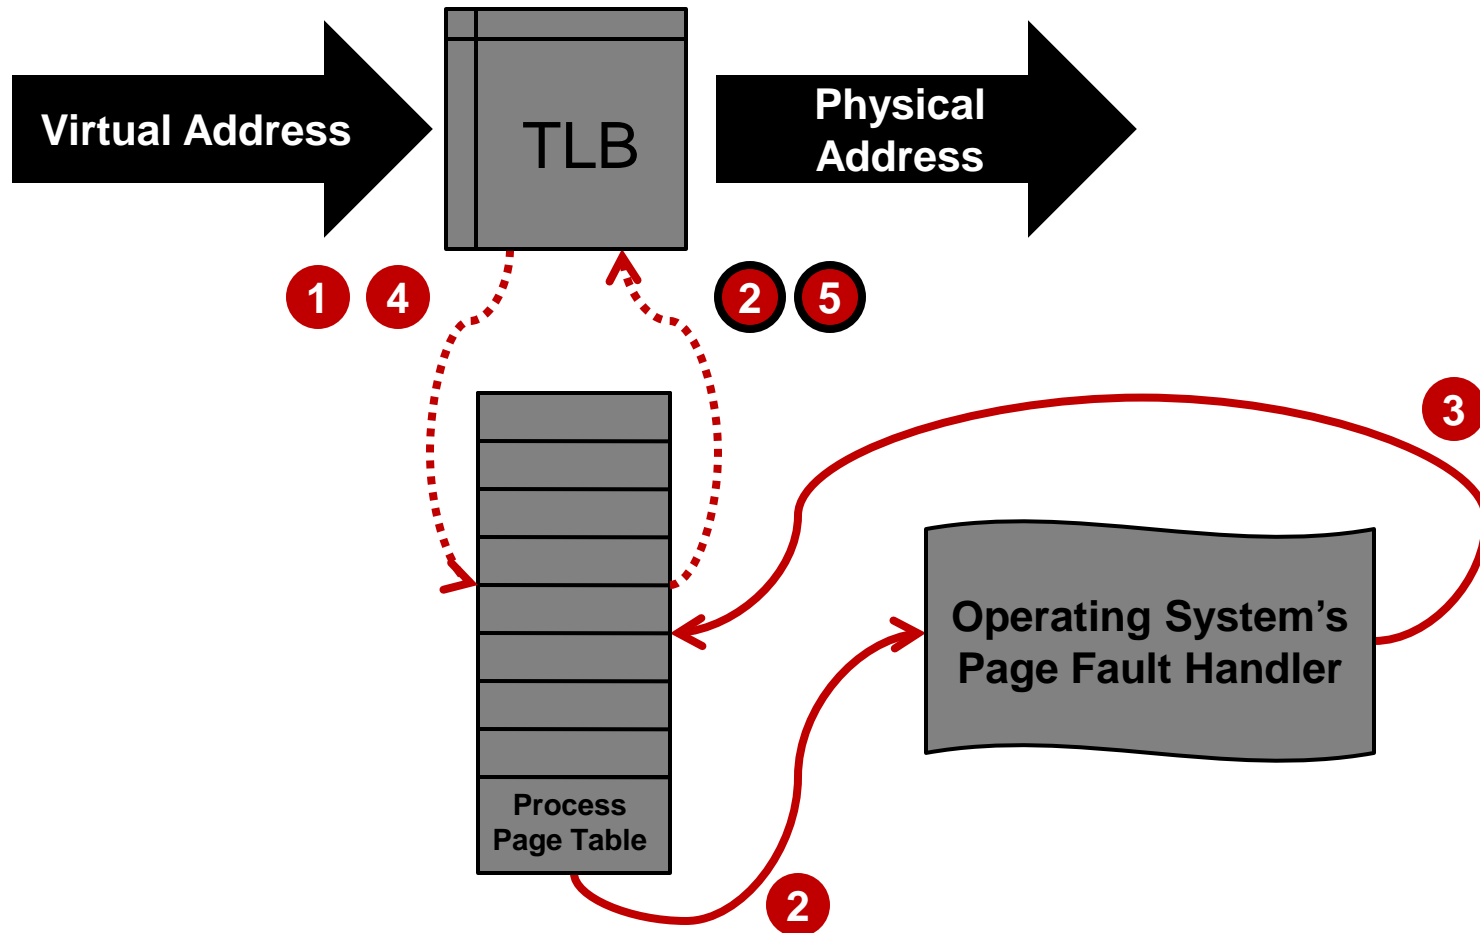 Virtual Address
TLB
Physical
Address
1 4
2 5
3
Operating System's
Page Fault Handler
Process
Page Table
2